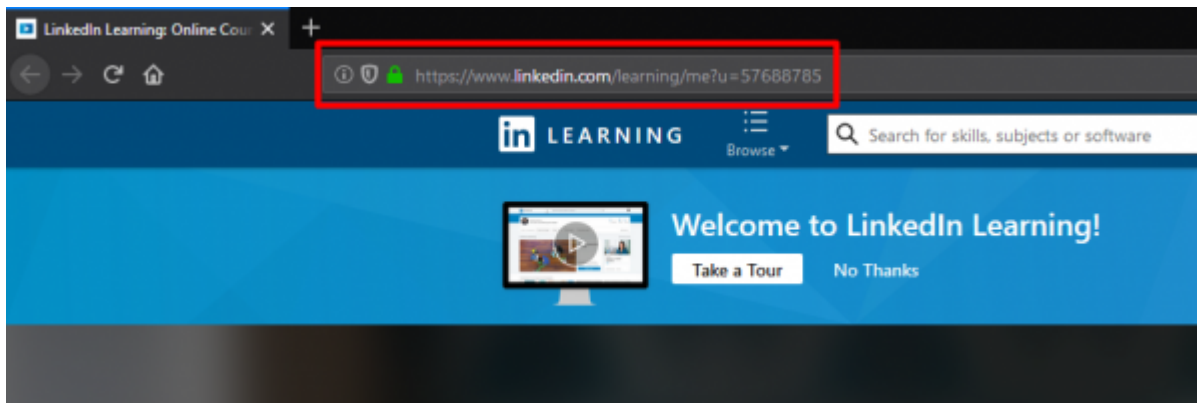 LinkedIn Learning: Online Cour
https://www.linkedin.com/learning/me?u=57688785
in LEARNING
Browse
Search for skills, subjects or software
Welcome to LinkedIn Learning!
Take a Tour No Thanks